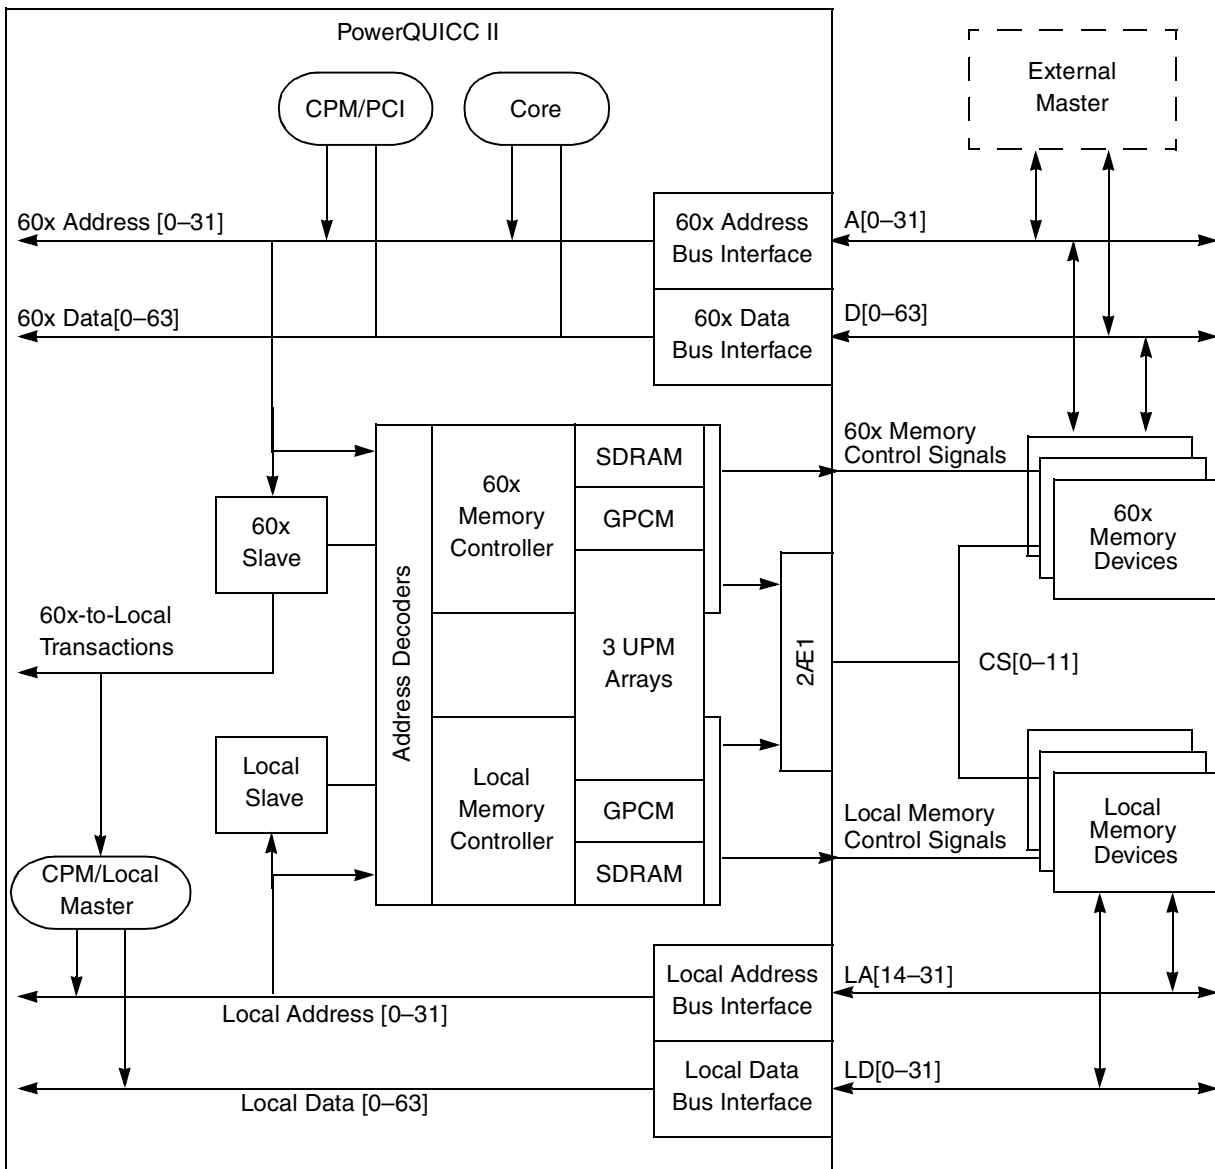 PowerQUICC II
CPM/PCI
Core
External
Master
60x Address [0–31]
60x Address
Bus Interface
A[0–31]
60x Data[0–63]
60x Data
Bus Interface
D[0–63]
60x Memory
Control Signals
SDRAM
GPCM
60x
Memory
Controller
60x
Slave
60x
Memory
Devices
Address Decoders
60x-to-Local
Transactions
3 UPM
Arrays
2Æ1
CS[0–11]
Local
Slave
Local
Memory
Controller
GPCM
SDRAM
Local Memory
Control Signals
Local
Memory
Devices
CPM/Local
Master
Local Address
Bus Interface
LA[14–31]
Local Address [0–31]
Local Data
Bus Interface
LD[0–31]
Local Data [0–63]